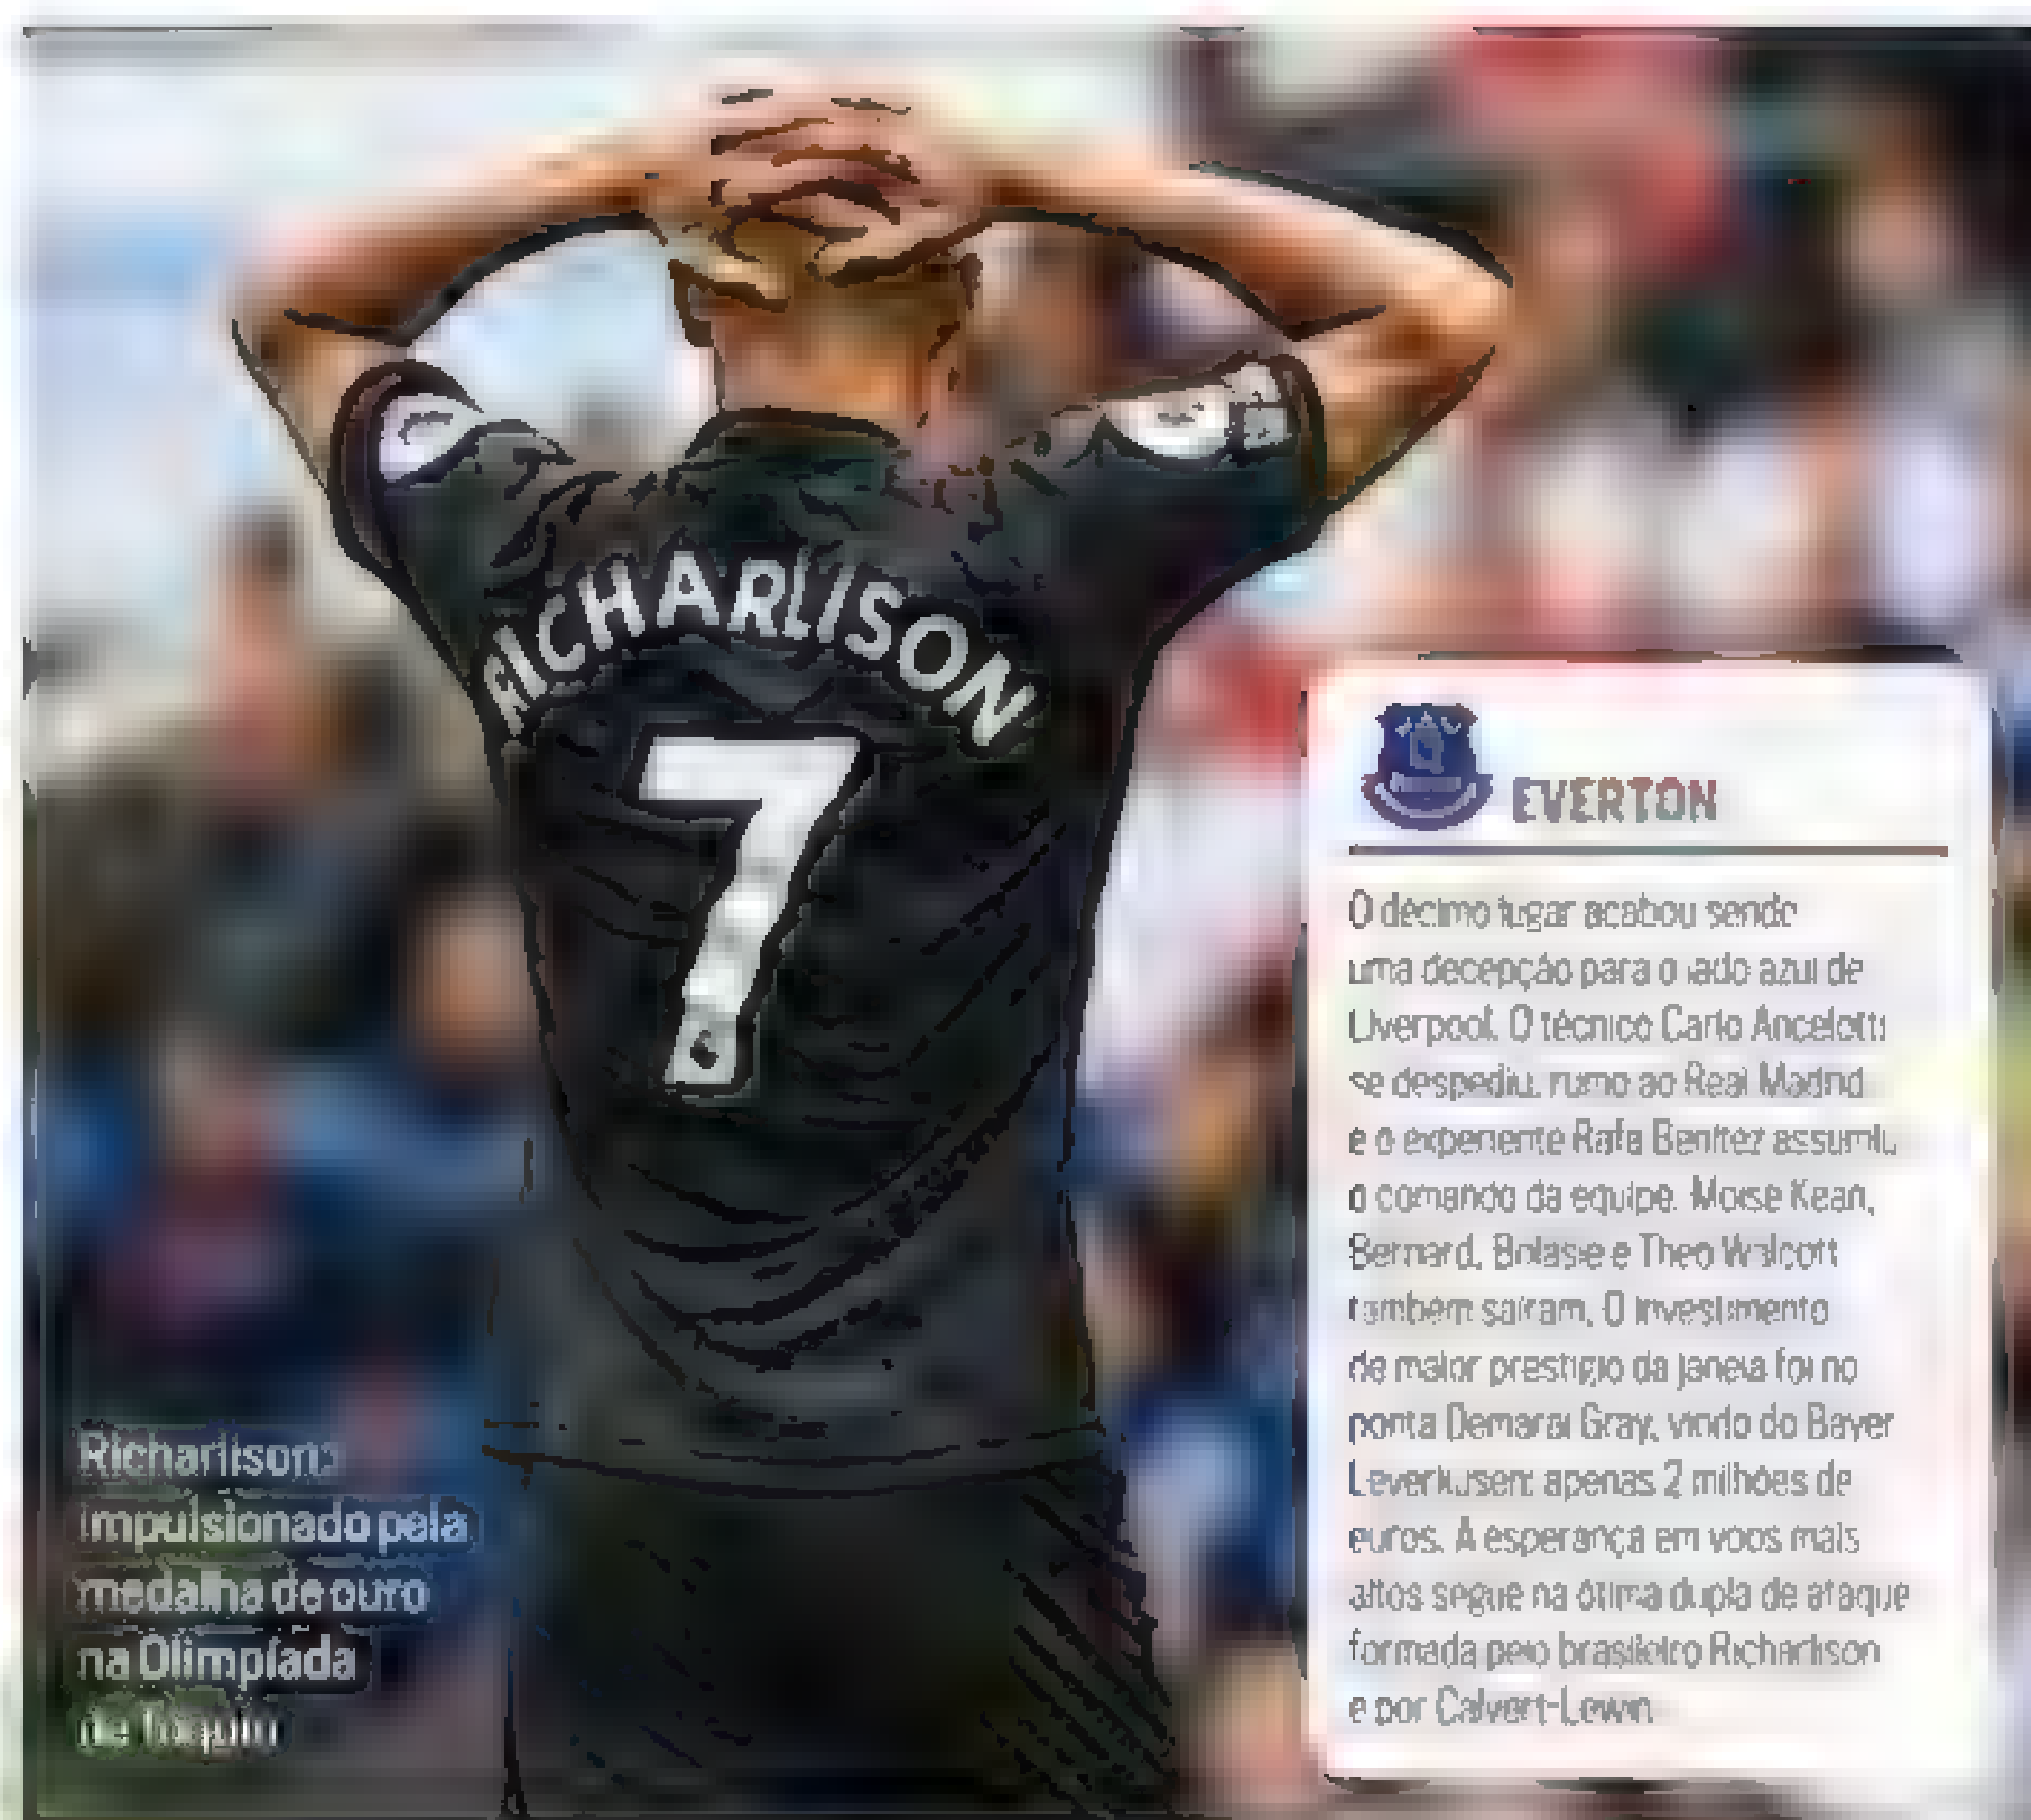 RICHARLISON
7
EVERTON
O décimo lugar acabou sendo
uma decepção para o lado azul de
Liverpool. O técnico Carlo Ancelotti
se despediu, rumo ao Real Madrid
e o experiente Rafa Benítez assumiu
o comando da equipe. Moise Kean,
Bernard, Bolasie e Theo Walcott
também saíram. O investimento
de maior prestígio da janela foi no
ponta Demarai Gray, vindo do Bayer
Leverkusen: apenas 2 milhões de
euros. A esperança em voos mais
altos segue na ótima dupla de ataque
formada pelo brasileiro Richarlison
e por Calvert-Lewin
Richarlison:
impulsionado pela
medalha de ouro
na Olimpíada
de Tóquio